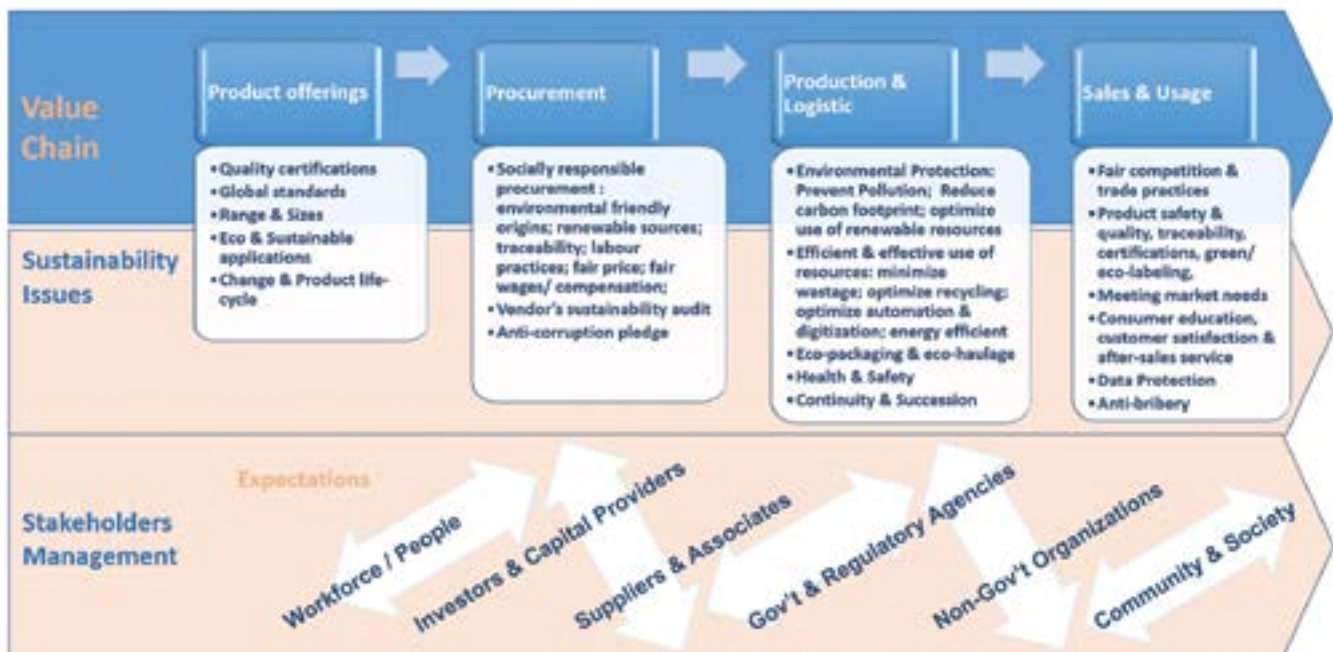 Value
Chain
Product offerings
Procurement
Production &
Logistic
Sales & Usage
Sustainability
Issues
•Quality certifications
•Global standards
•Range & Sizes
•Eco & Sustainable
applications
•Change & Product life-
cycle
•Socially responsible
procurement :
environmental friendly
origins; renewable sources;
traceability; labour
practices; fair price; fair
wages/ compensation;
•Vendor's sustainability audit
•Anti-corruption pledge
•Environmental Protection:
Prevent Pollution; Reduce
carbon footprint; optimize
use of renewable resources
•Efficient & effective use of
resources: minimize
wastage; optimize recycling;
optimize automation &
digitization; energy efficient
•Eco-packaging & eco-haulage
•Health & Safety
•Continuity & Succession
•Fair competition &
trade practices
•Product safety &
quality, traceability,
certifications, green/
eco-labeling,
•Meeting market needs
•Consumer education,
customer satisfaction &
after-sales service
•Data Protection
•Anti-bribery
Stakeholders
Management
Expectations
Workforce / People
Investors & Capital Providers
Suppliers & Associates
Gov't & Regulatory Agencies
Non-Gov't Organizations
Community & Society